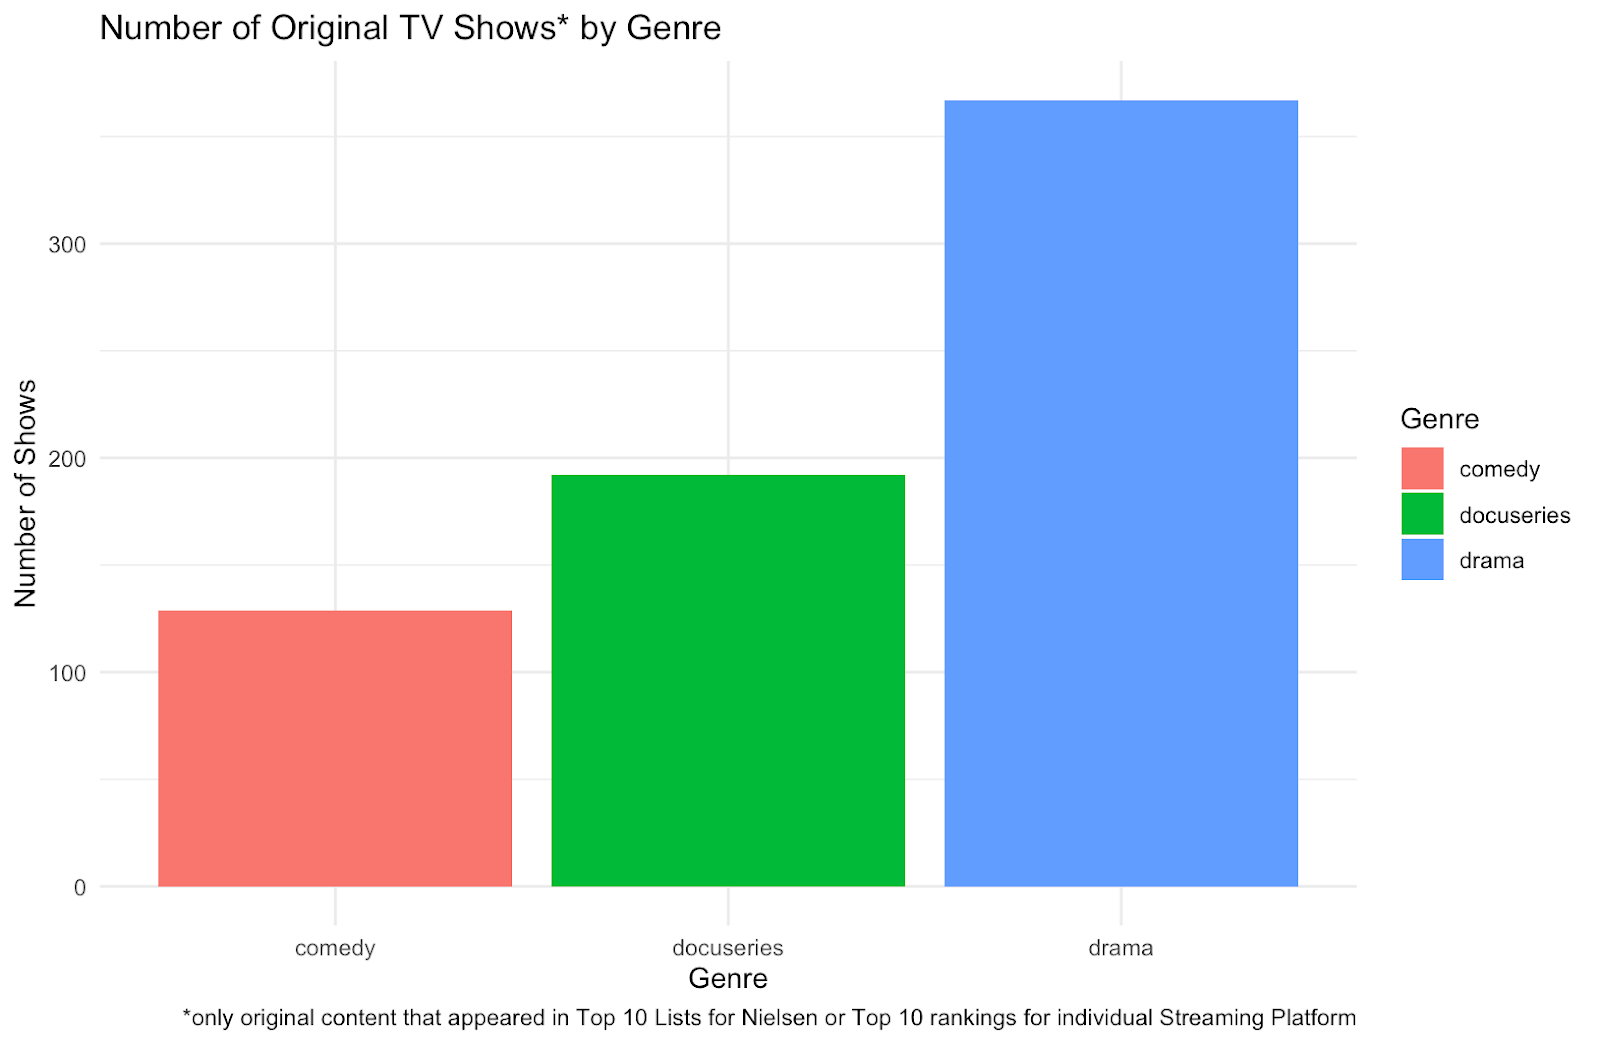 Number of Original TV Shows* by Genre
Number of Shows
300
200
100
0
comedy
docuseries
drama
Genre
Genre
comedy
docuseries
drama
*only original content that appeared in Top 10 Lists for Nielsen or Top 10 rankings for individual Streaming Platform